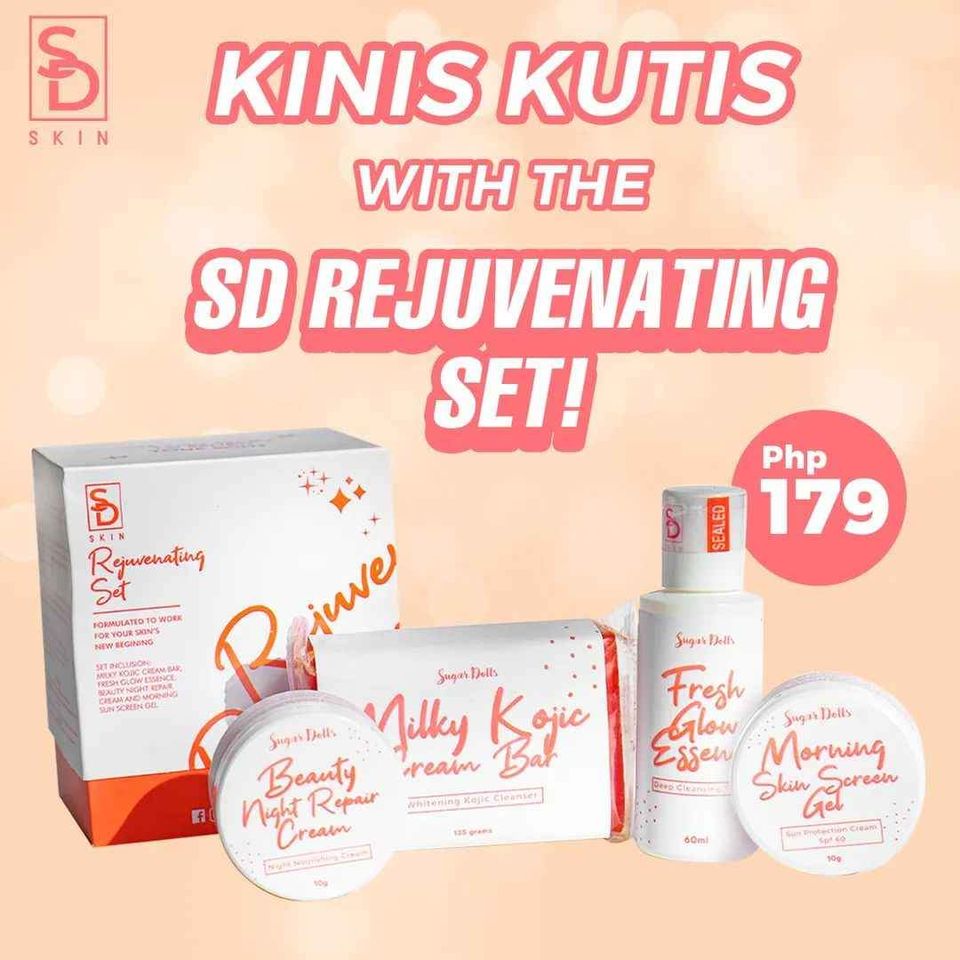 SD
SKIN
KINIS KUTIS
WITH THE
SD REJUVENATING
SET!
Php
179
SD
SKIN
Rejuvenating
Set
FORMULATED TO WORK
FOR YOUR SKIN'S
NEW BEGINING
SET INCLUSION:
MILKY KOJIC CREAM BAR,
FRESH GLOW ESSENCE,
BEAUTY NIGHT REPAIR
CREAM AND MORNING
SUN SCREEN GEL.
Rejuve
Sugar Dolls
Beauty
Night Repair
Cream
Night Nourishing Cream
10g
Sugar Dolls
Milky Kojic
Cream Bar
Whitening Kojic Cleanser
135 grams
SD
SEALED
Sugar Dolls
Fresh
Glow
Essen
Deep Cleansing
60ml
Sugar Dolls
Morning
Skin Screen
Gel
Sun Protection Cream
Spf 60
10g